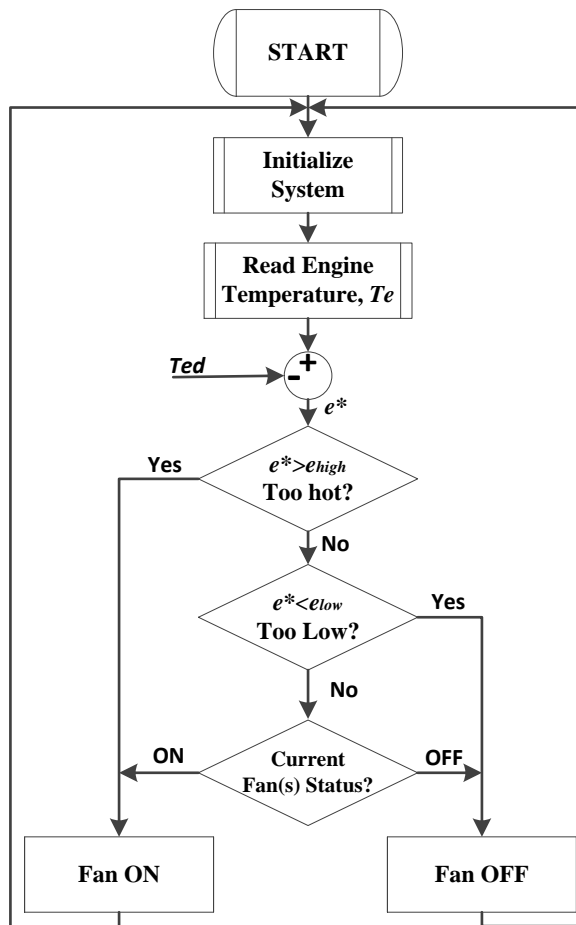 START
Initialize
System
Read Engine
Temperature, Te
Ted
- +
e*
Yes
e*>ehigh
Too hot?
No
e*<elow
Too Low?
Yes
No
ON
Current
Fan(s) Status?
OFF
Fan ON
Fan OFF